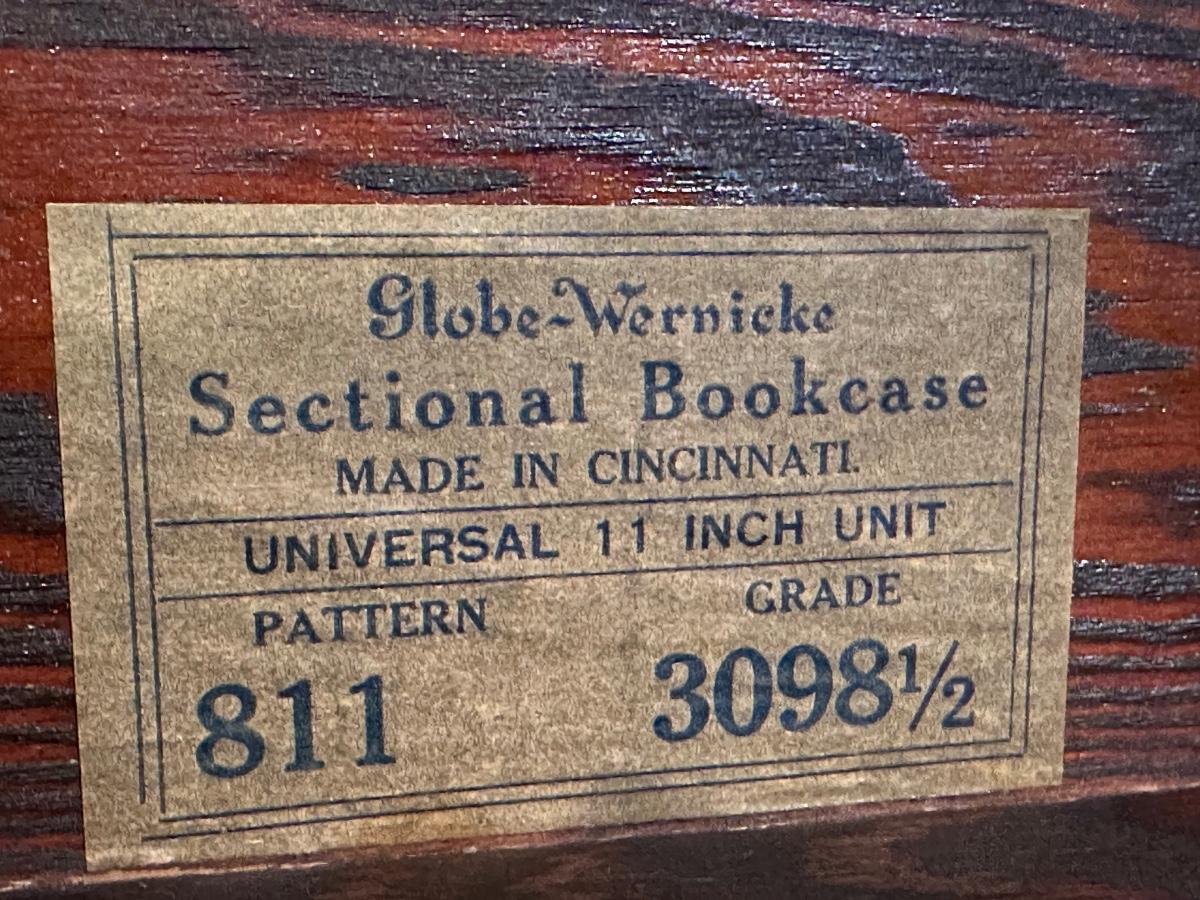 Globe-Wernicke
Sectional Bookcase
MADE IN CINCINNATI.
UNIVERSAL 11 INCH UNIT
PATTERN GRADE
811 3098½